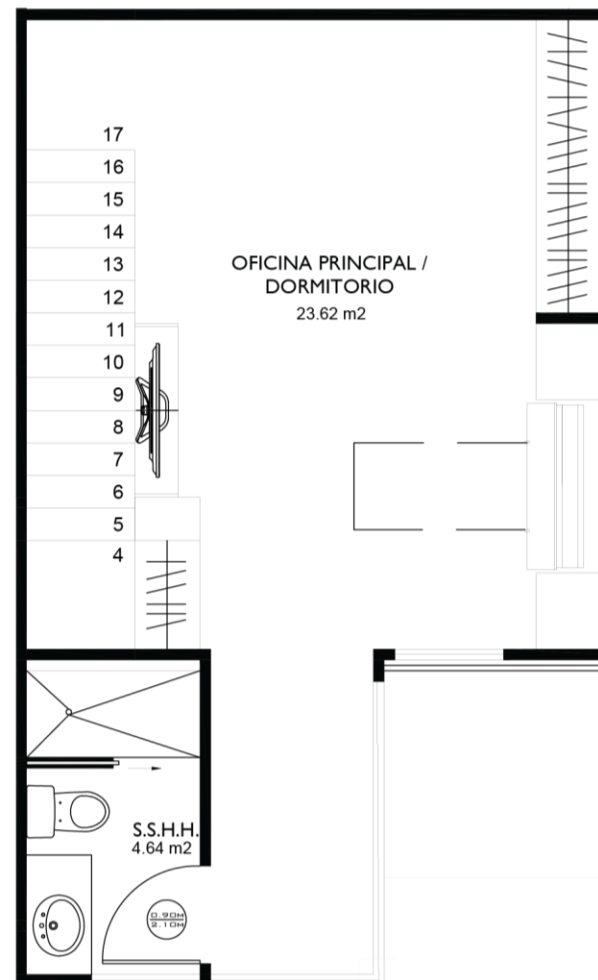 17
16
15
14
13
12
11
10
9
8
7
6
5
4
OFICINA PRINCIPAL /
DORMITORIO
23.62 m2
S.S.H.H.
4.64 m2
0.90M
2.10M